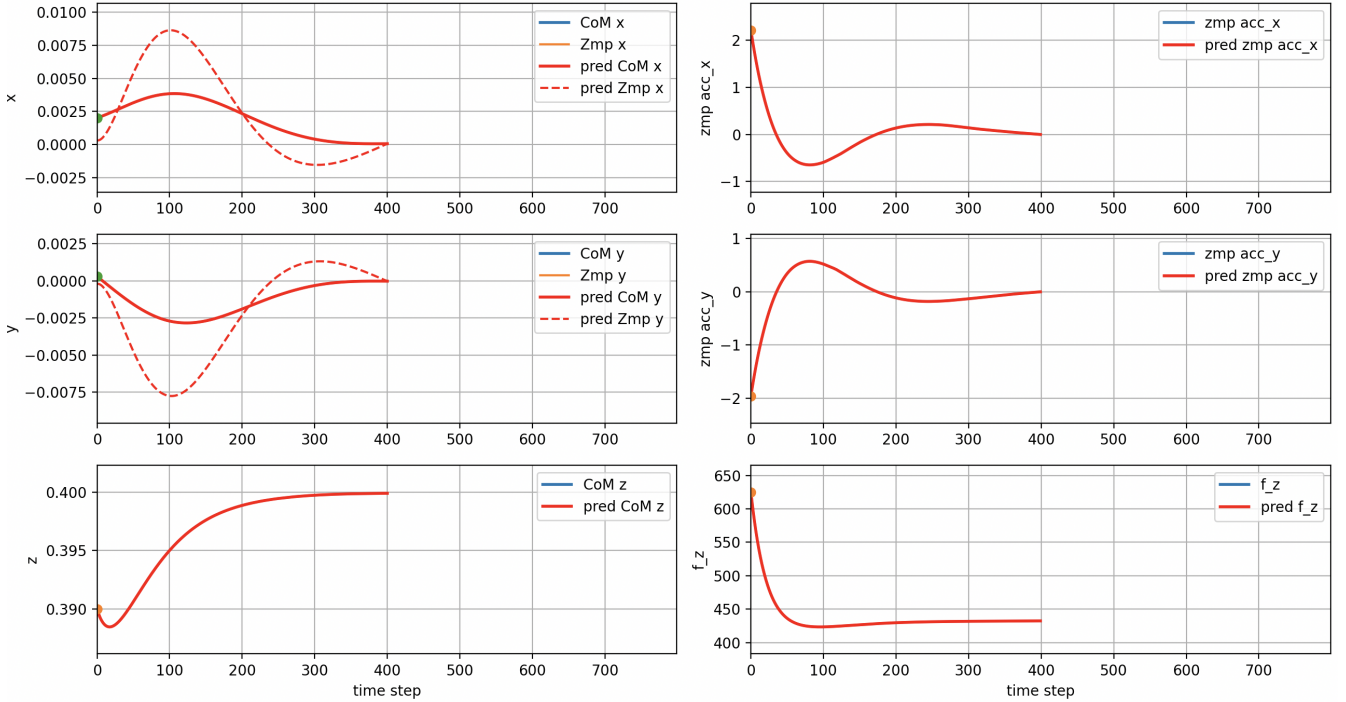 0.0100
0.0075
0.0050
0.0025
0.0000
−0.0025
x
0 100 200 300 400 500 600 700
CoM x
Zmp x
pred CoM x
pred Zmp x
2
1
0
−1
zmp acc_x
0 100 200 300 400 500 600 700
zmp acc_x
pred zmp acc_x
0.0025
0.0000
−0.0025
−0.0050
−0.0075
y
0 100 200 300 400 500 600 700
CoM y
Zmp y
pred CoM y
pred Zmp y
1
0
−1
−2
zmp acc_y
0 100 200 300 400 500 600 700
zmp acc_y
pred zmp acc_y
0.400
0.395
0.390
z
0 100 200 300 400 500 600 700
time step
CoM z
pred CoM z
650
600
550
500
450
400
f_z
0 100 200 300 400 500 600 700
time step
f_z
pred f_z